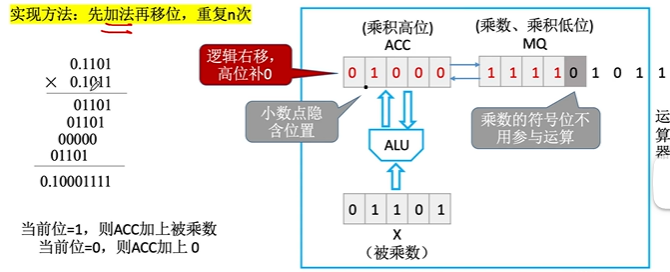 实现方法：先加法再移位，重复n次
0.1101
× 0.1011
01101
01101
00000
01101
0.10001111
当前位=1，则ACC加上被乘数
当前位=0，则ACC加上 0
逻辑右移，
高位补0
（乘积高位）
ACC
（乘数、乘积低位）
MQ
0 1 0 0 0
1 1 1 1 0 1 0 1 1
小数点隐
含位置
乘数的符号位不
用参与运算
ALU
0 1 1 0 1
X
（被乘数）
运
算
器